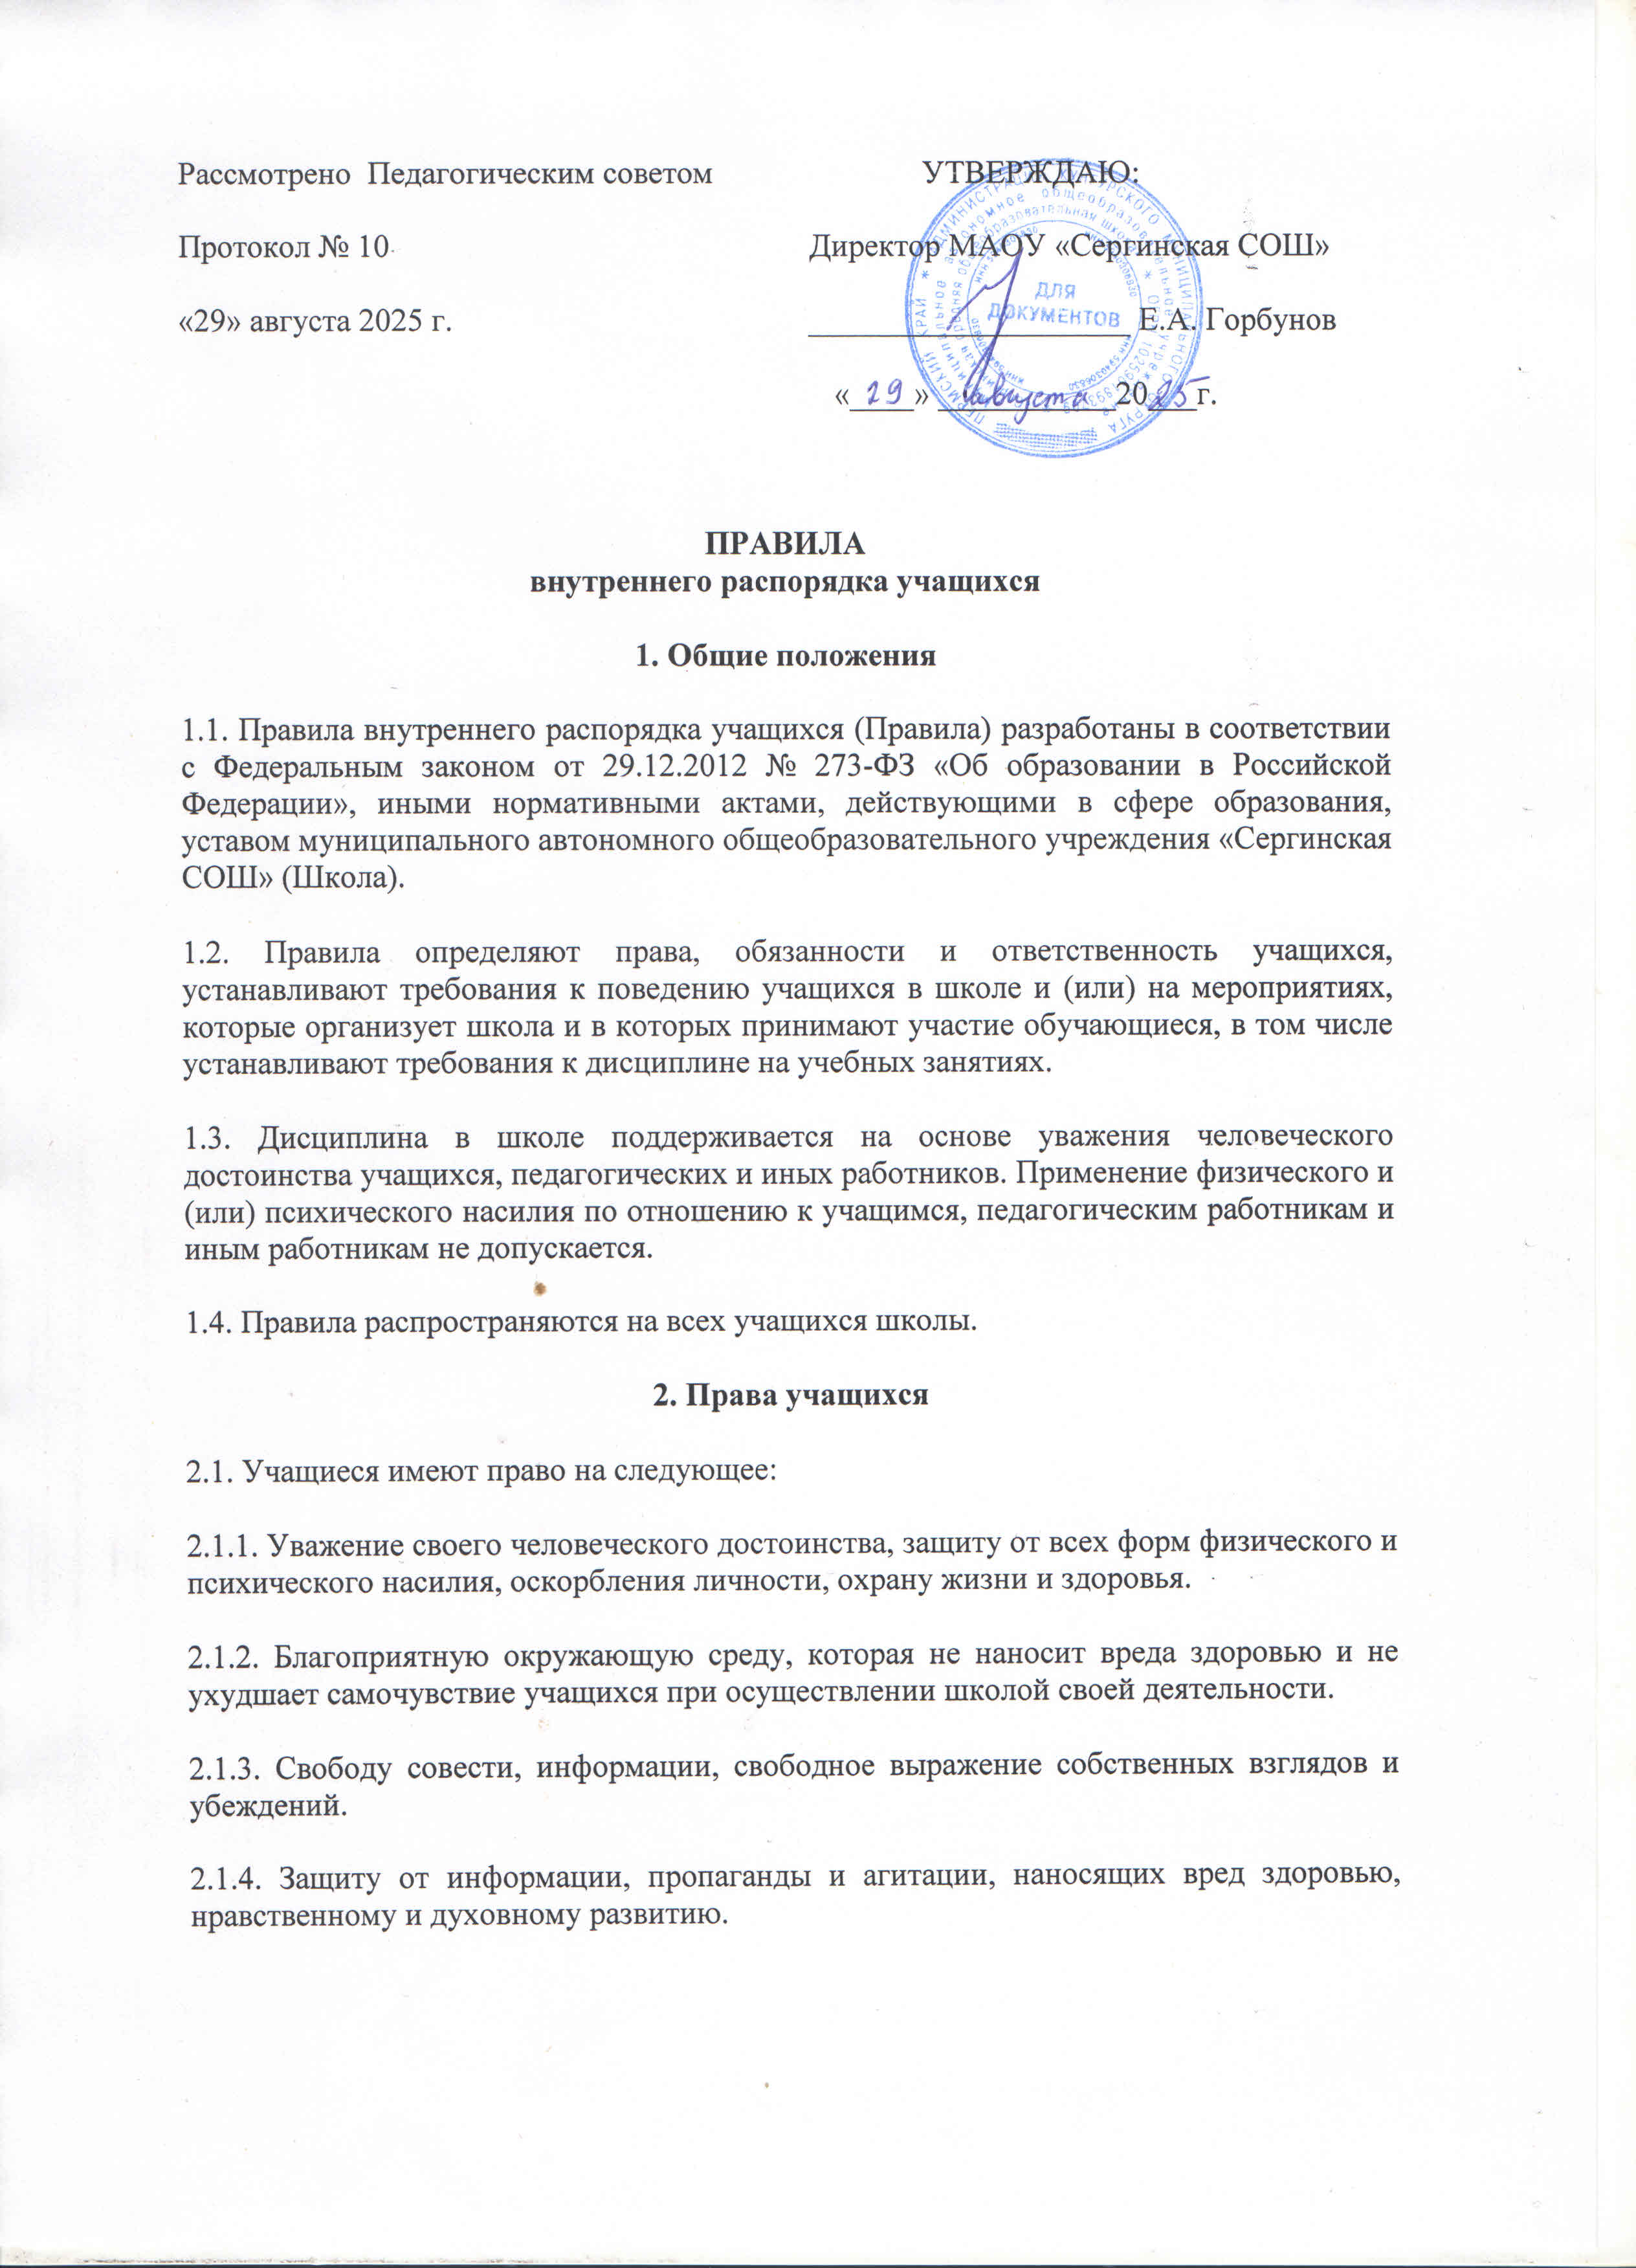 Рассмотрено Педагогическим советом
УТВЕРЖДАЮ:
Протокол № 10
Директор МАОУ «Сергинская СОШ»
«29» августа 2025 г.
Е.А. Горбунов
«29» августа 2025 г.
ДЛЯ
ДОКУМЕНТОВ
ПРАВИЛА
внутреннего распорядка учащихся
1. Общие положения
1.1. Правила внутреннего распорядка учащихся (Правила) разработаны в соответствии
с Федеральным законом от 29.12.2012 № 273-ФЗ «Об образовании в Российской
Федерации», иными нормативными актами, действующими в сфере образования,
уставом муниципального автономного общеобразовательного учреждения «Сергинская
СОШ» (Школа).
1.2. Правила определяют права, обязанности и ответственность учащихся,
устанавливают требования к поведению учащихся в школе и (или) на мероприятиях,
которые организует школа и в которых принимают участие обучающиеся, в том числе
устанавливают требования к дисциплине на учебных занятиях.
1.3. Дисциплина в школе поддерживается на основе уважения человеческого
достоинства учащихся, педагогических и иных работников. Применение физического и
(или) психического насилия по отношению к учащимся, педагогическим работникам и
иным работникам не допускается.
1.4. Правила распространяются на всех учащихся школы.
2. Права учащихся
2.1. Учащиеся имеют право на следующее:
2.1.1. Уважение своего человеческого достоинства, защиту от всех форм физического и
психического насилия, оскорбления личности, охрану жизни и здоровья.
2.1.2. Благоприятную окружающую среду, которая не наносит вреда здоровью и не
ухудшает самочувствие учащихся при осуществлении школой своей деятельности.
2.1.3. Свободу совести, информации, свободное выражение собственных взглядов и
убеждений.
2.1.4. Защиту от информации, пропаганды и агитации, наносящих вред здоровью,
нравственному и духовному развитию.